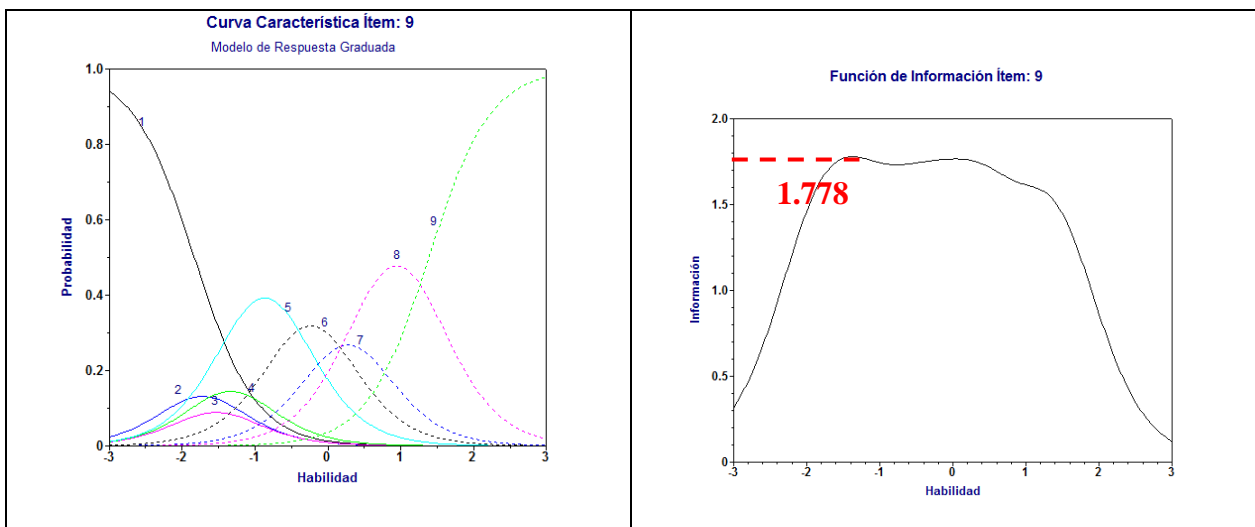 Curva Característica Ítem: 9
Modelo de Respuesta Graduada
1.0
0.8
0.6
0.4
0.2
0
Probabilidad
1
2
3
4
5
6
7
8
9
-3 -2 -1 0 1 2 3
Habilidad
Función de Información Ítem: 9
2.0
1.5
1.0
0.5
0
Información
1.778
-3 -2 -1 0 1 2 3
Habilidad